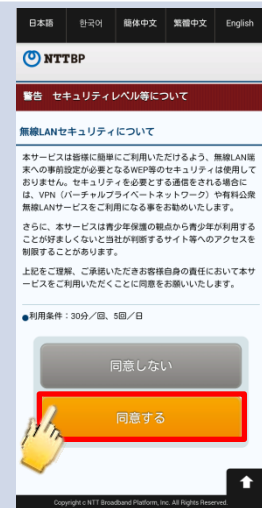 日本語 한국어 簡体中文 繁體中文 English
NTTBP
警告 セキュリティレベル等について
無線LANセキュリティについて
本サービスは皆様に簡単にご利用いただけるよう、無線LAN端
末への事前設定が必要となるWEP等のセキュリティは使用して
おりません。セキュリティを必要とする通信をされる場合に
は、VPN（バーチャルプライベートネットワーク）や有料公衆
無線LANサービスをご利用になる事をお勧めいたします。
さらに、本サービスは青少年保護の観点から青少年が利用する
ことが好ましくないと当社が判断するサイト等へのアクセスを
制限することがあります。
上記をご理解、ご承諾いただきお客様自身の責任において本サ
ービスをご利用いただくことに同意をお願いいたします。
●利用条件：30分／回、5回／日
同意しない
同意する
Copyright c NTT Broadband Platform, Inc. All Rights Reserved.